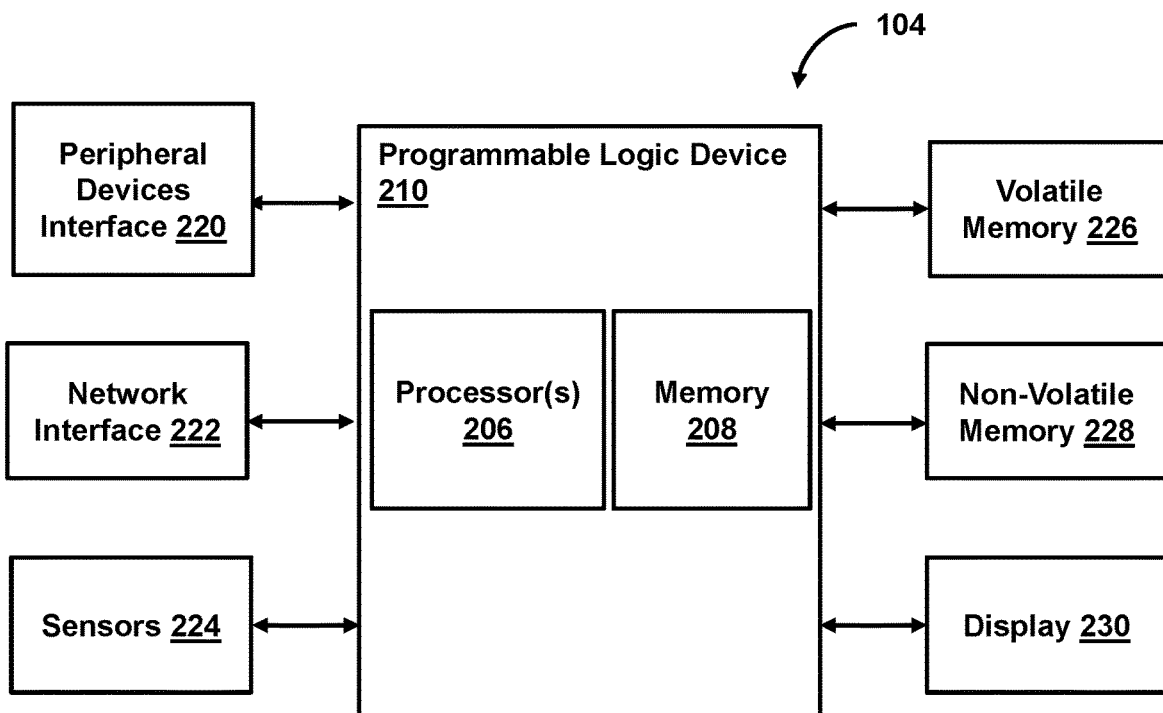 104
Peripheral
Devices
Interface 220
Programmable Logic Device
210
Volatile
Memory 226
Network
Interface 222
Processor(s)
206
Memory
208
Non-Volatile
Memory 228
Sensors 224
Display 230